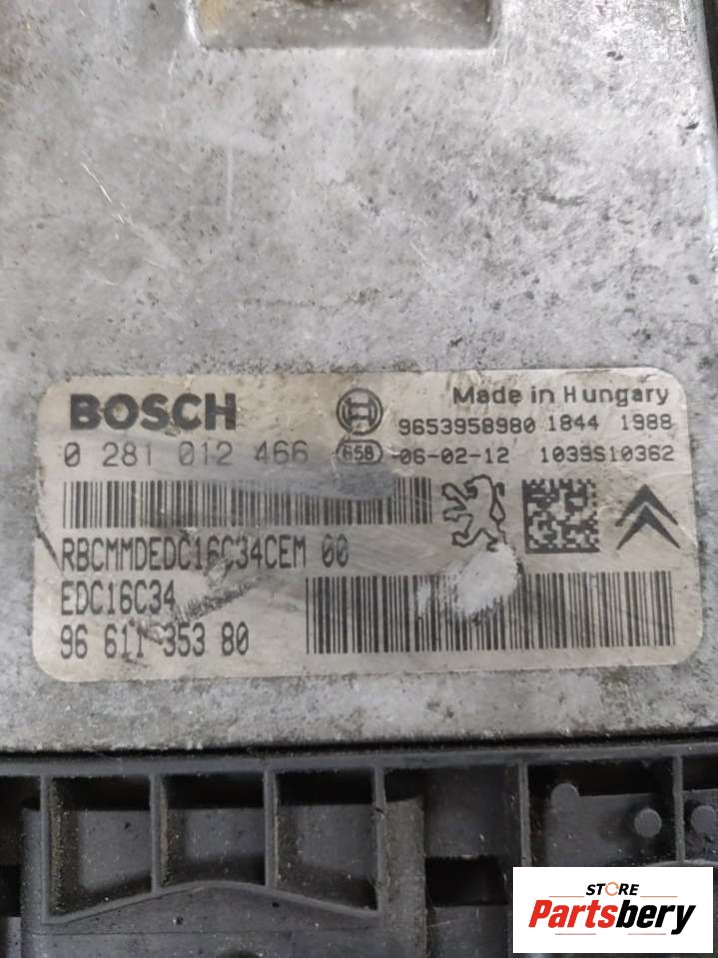 BOSCH
Made in Hungary
9653958980 1844 1988
0 281 012 466 658 06-02-12 1039S10362
RBCMMDEDC16C34CEM 00
EDC16C34
96 611 353 80
STORE
Partsbery